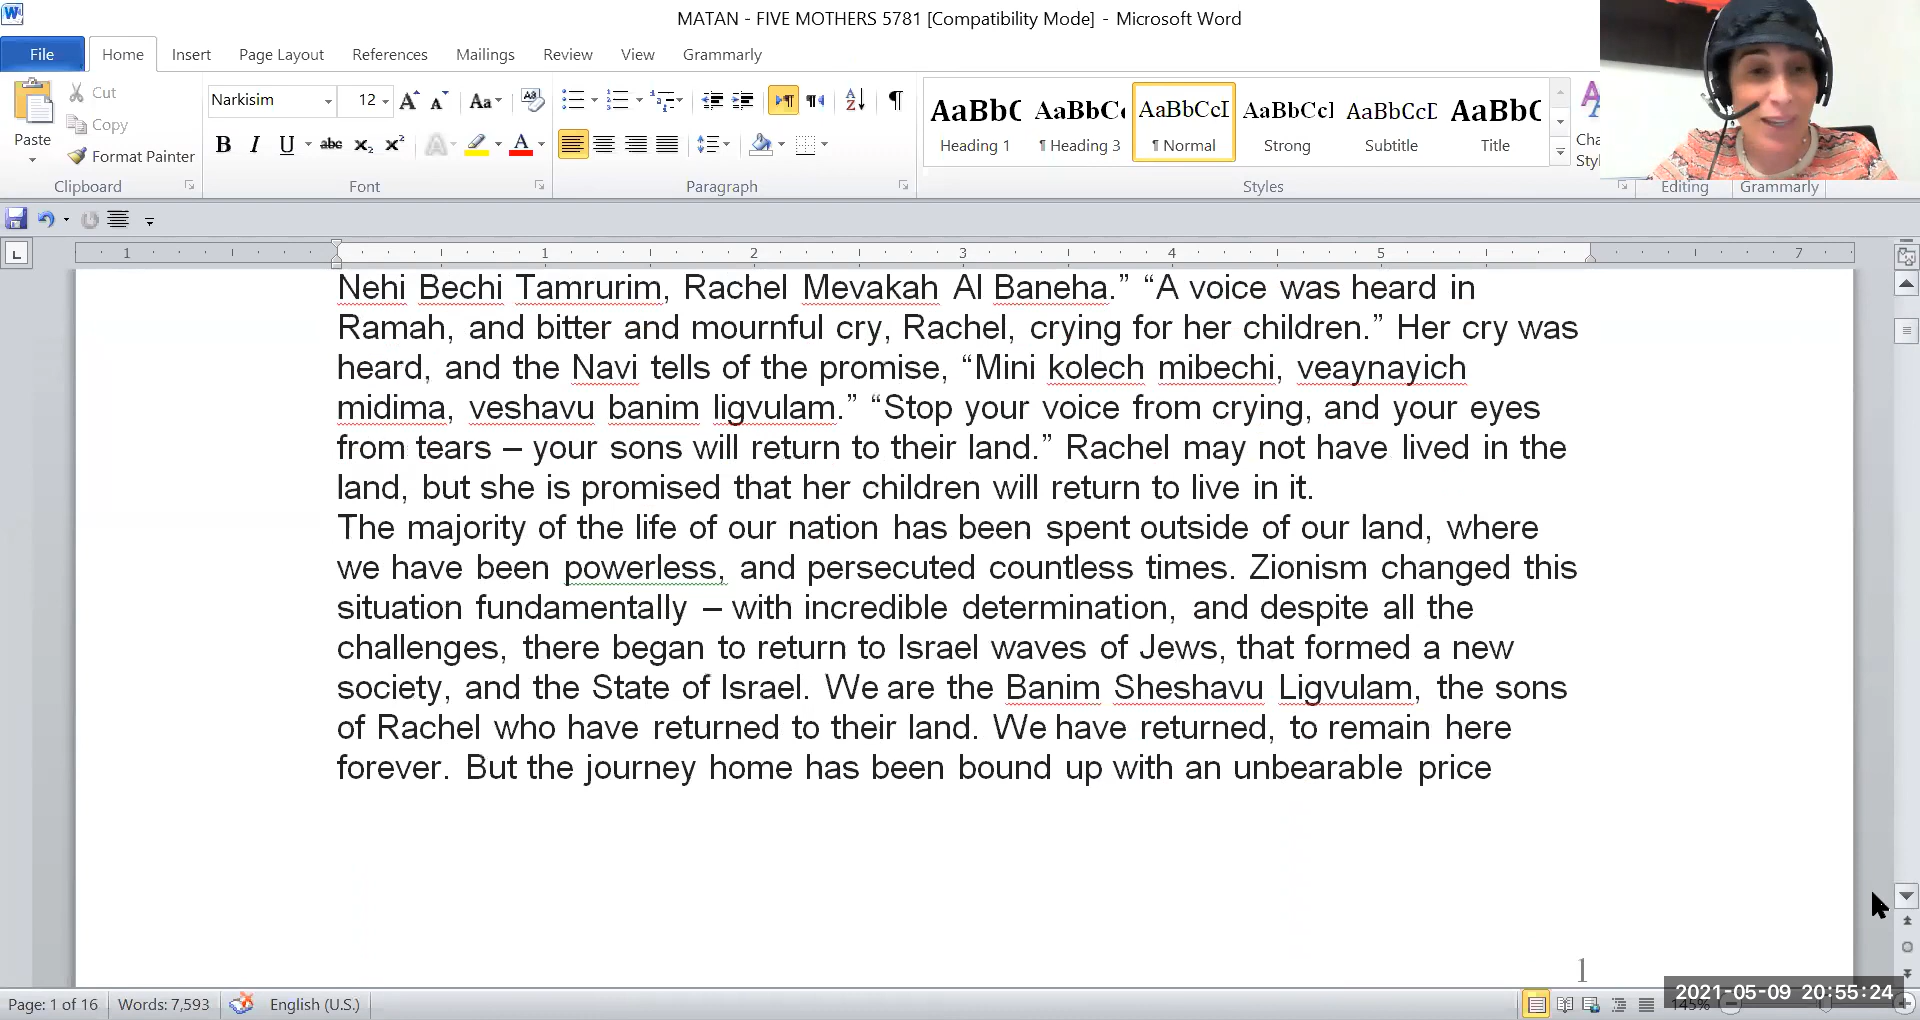 MATAN - FIVE MOTHERS 5781 [Compatibility Mode] - Microsoft Word
File Home Insert Page Layout References Mailings Review View Grammarly
Paste
Cut
Copy
Format Painter
Narkisim 12
AaBbC AaBbCc AaBbCcI AaBbCcI AaBbCcI AaBbC
Heading 1 ¶ Heading 3 ¶ Normal Strong Subtitle Title
Clipboard Font Paragraph Styles Editing Grammarly
1 1 2 3 4 5 7
Nehi Bechi Tamrurim, Rachel Mevakah Al Baneha.” “A voice was heard in
Ramah, and bitter and mournful cry, Rachel, crying for her children.” Her cry was
heard, and the Navi tells of the promise, “Mini kolech mibechi, veaynayich
midima, veshavu banim ligvulam.” “Stop your voice from crying, and your eyes
from tears – your sons will return to their land.” Rachel may not have lived in the
land, but she is promised that her children will return to live in it.
The majority of the life of our nation has been spent outside of our land, where
we have been powerless, and persecuted countless times. Zionism changed this
situation fundamentally – with incredible determination, and despite all the
challenges, there began to return to Israel waves of Jews, that formed a new
society, and the State of Israel. We are the Banim Sheshavu Ligvulam, the sons
of Rachel who have returned to their land. We have returned, to remain here
forever. But the journey home has been bound up with an unbearable price
1
Page: 1 of 16 Words: 7,593 English (U.S.) 145%
2021-05-09 20:55:24